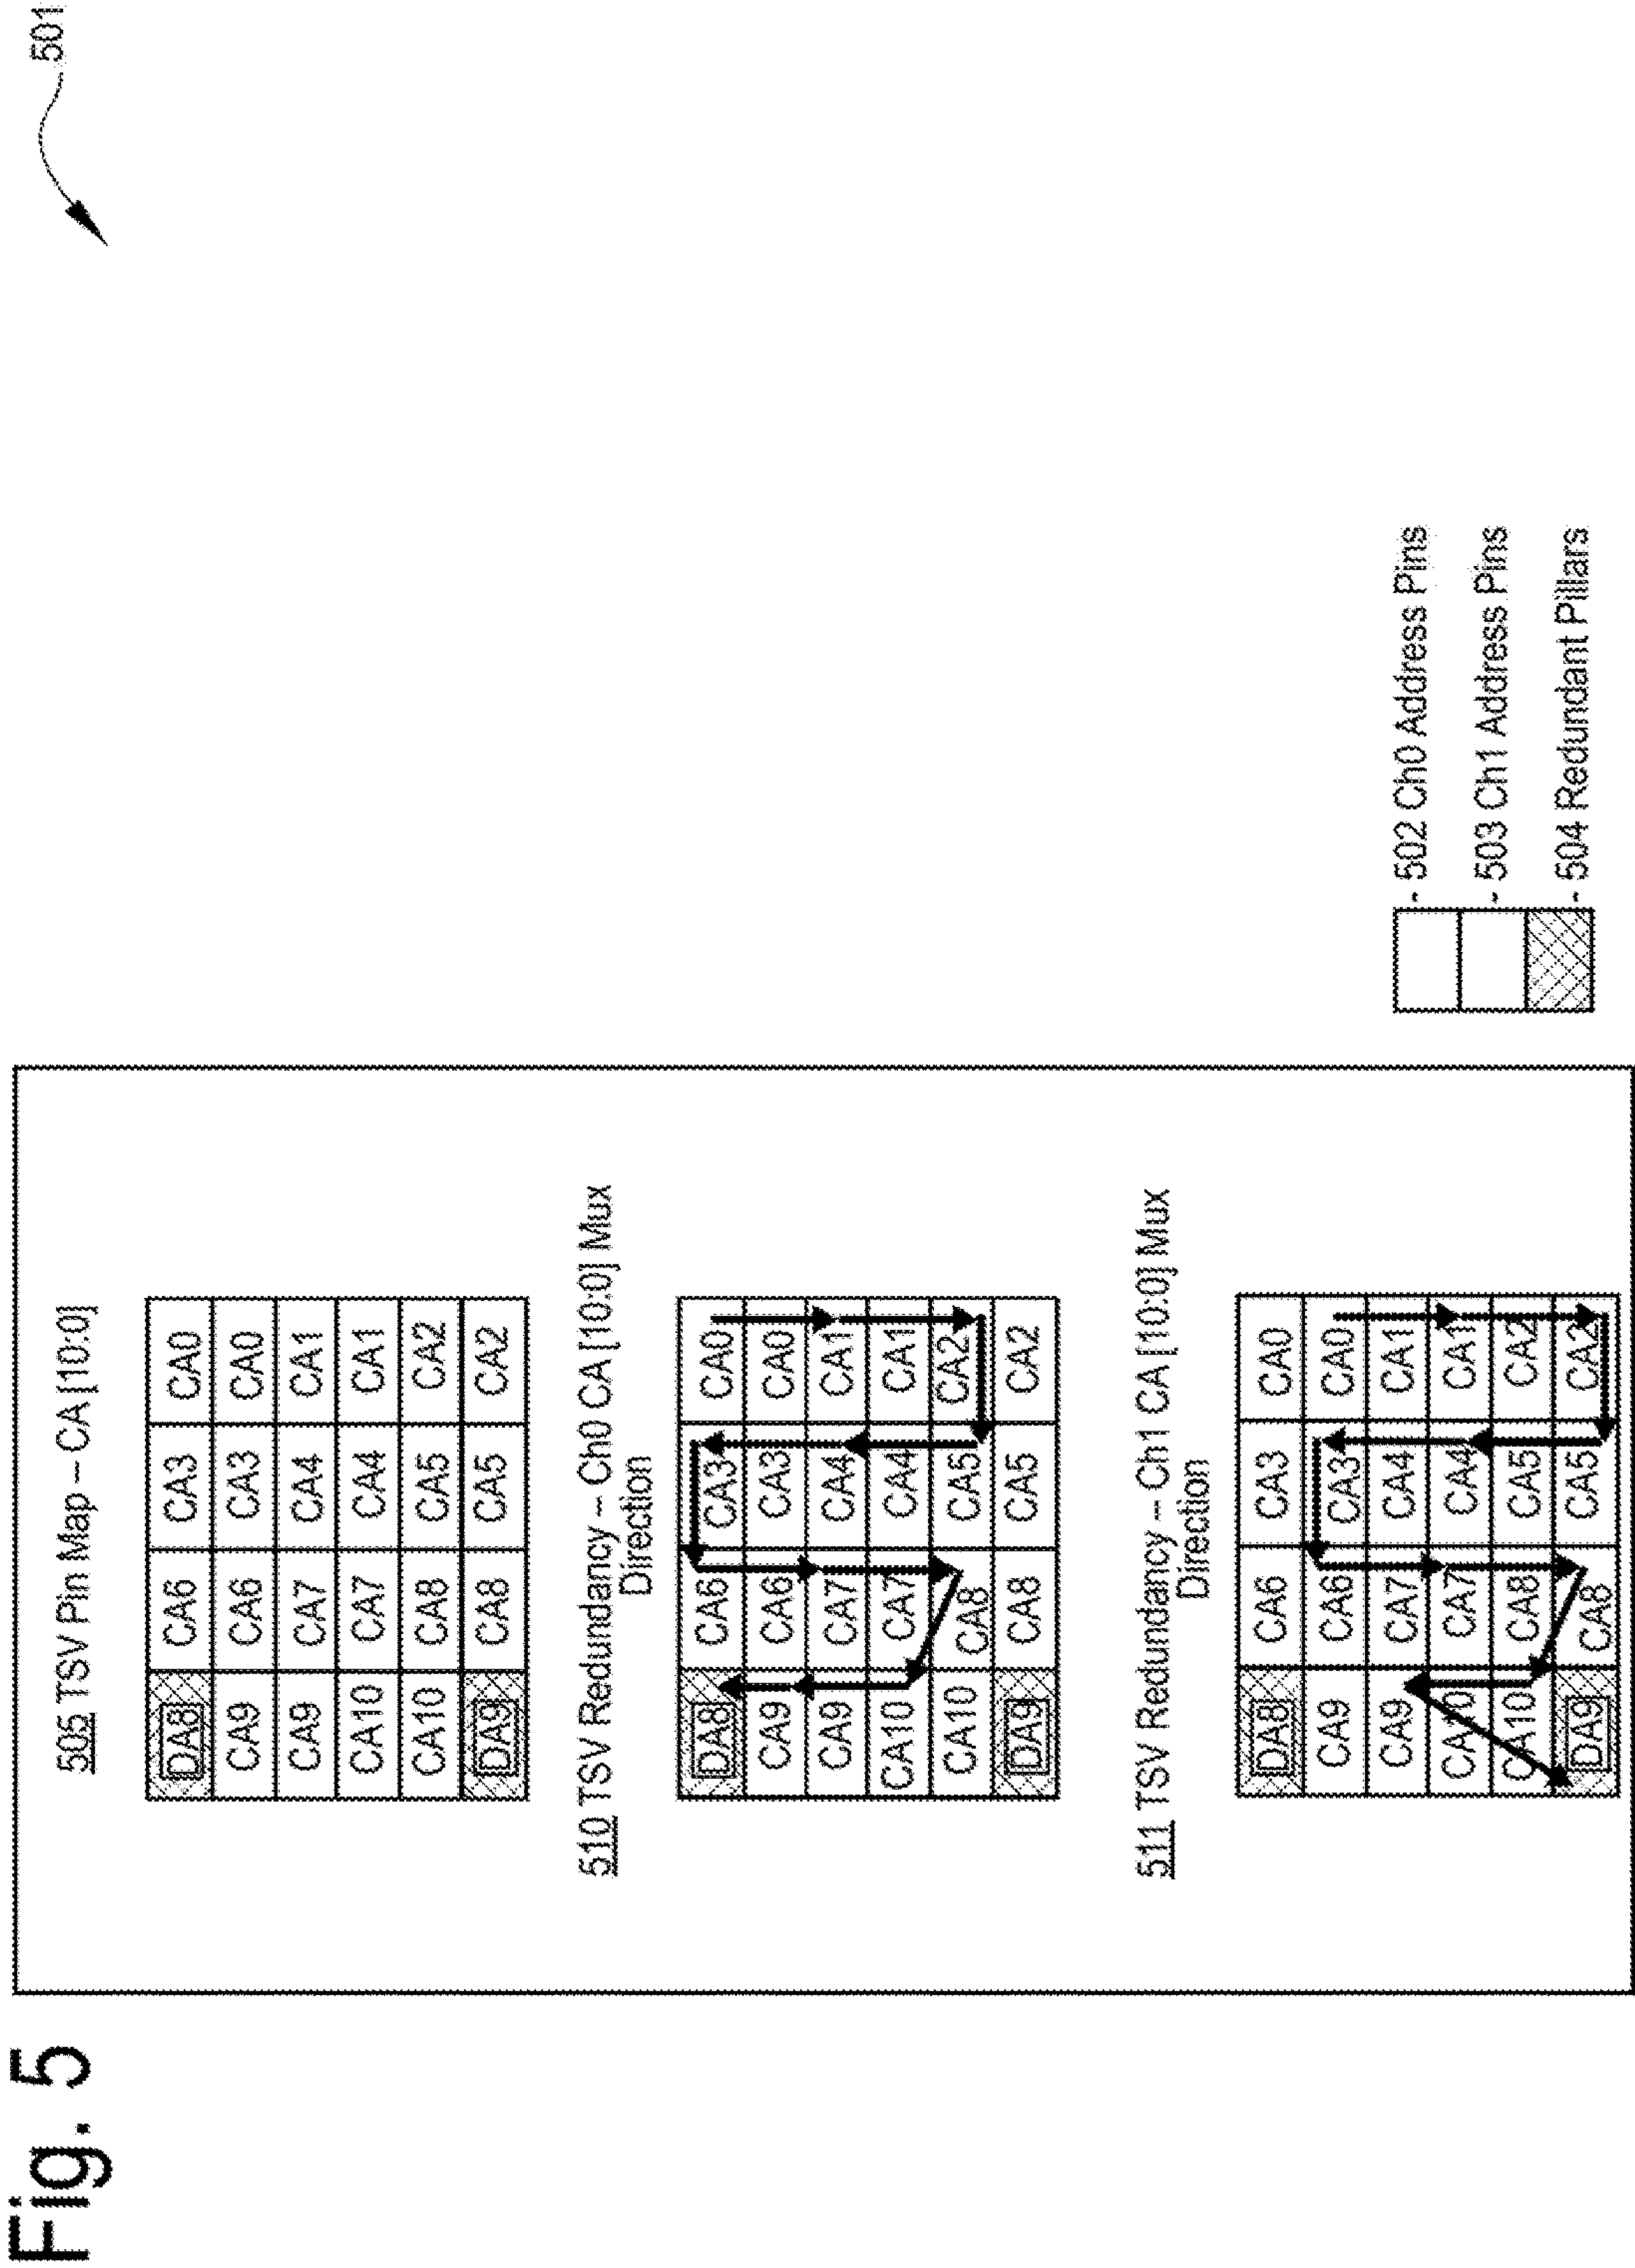 Fig. 5
501
505 TSV Pin Map – CA [10:0]
DA8 CA6 CA3 CA0
CA9 CA6 CA3 CA0
CA9 CA7 CA4 CA1
CA10 CA7 CA4 CA1
CA10 CA8 CA5 CA2
DA9 CA8 CA5 CA2
510 TSV Redundancy – Ch0 CA [10:0] Mux
Direction
DA8 CA6 CA3 CA0
CA9 CA6 CA3 CA0
CA9 CA7 CA4 CA1
CA10 CA7 CA4 CA1
CA10 CA8 CA5 CA2
DA9 CA8 CA5 CA2
511 TSV Redundancy – Ch1 CA [10:0] Mux
Direction
DA8 CA6 CA3 CA0
CA9 CA6 CA3 CA0
CA9 CA7 CA4 CA1
CA10 CA7 CA4 CA1
CA10 CA8 CA5 CA2
DA9 CA8 CA5 CA2
- 502 Ch0 Address Pins
- 503 Ch1 Address Pins
- 504 Redundant Pillars